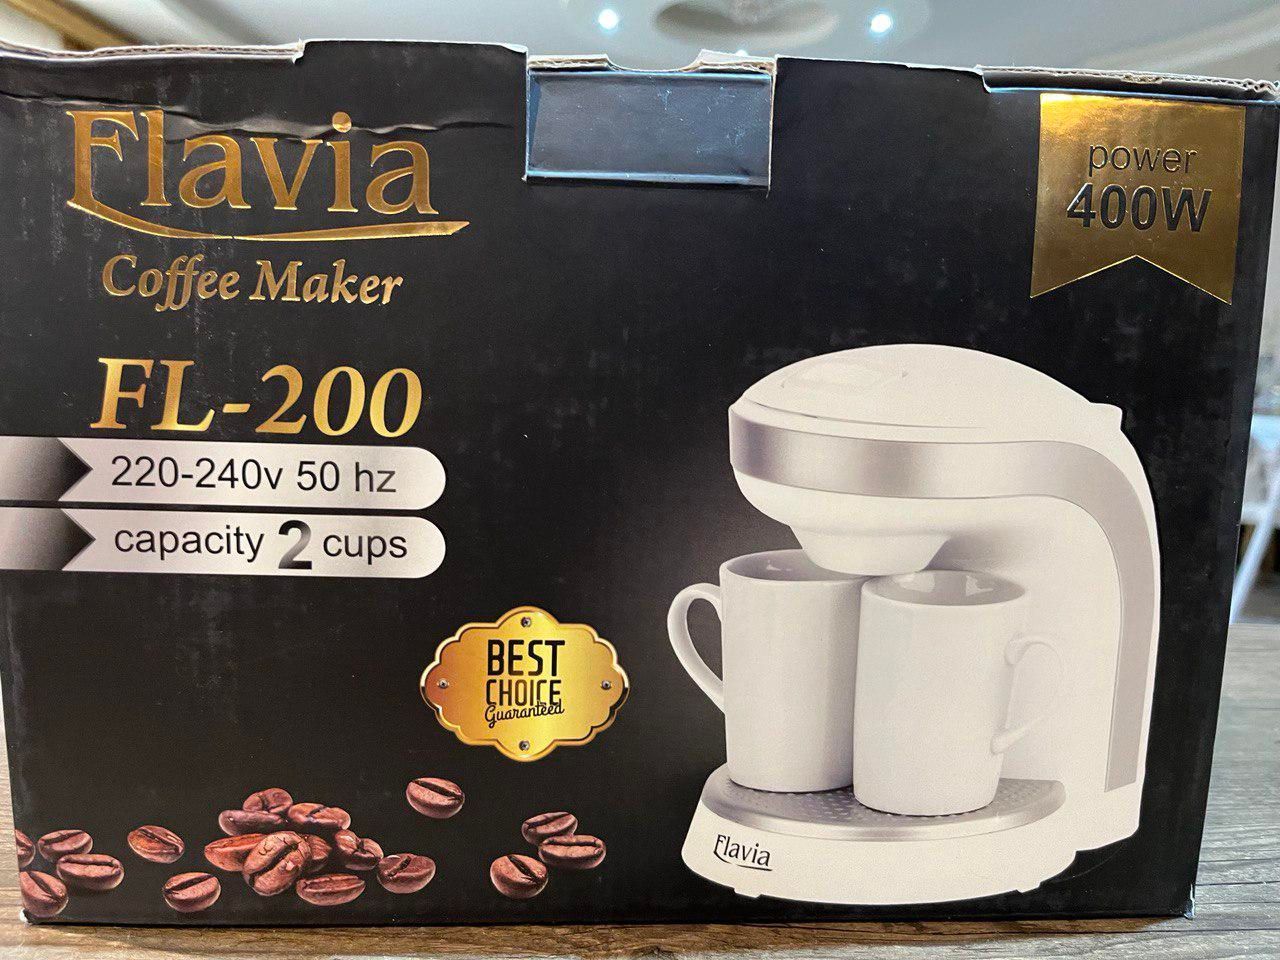 Flavia
Coffee Maker
power
400W
FL-200
220-240v 50 hz
capacity 2 cups
BEST
CHOICE
Guaranteed
Flavia